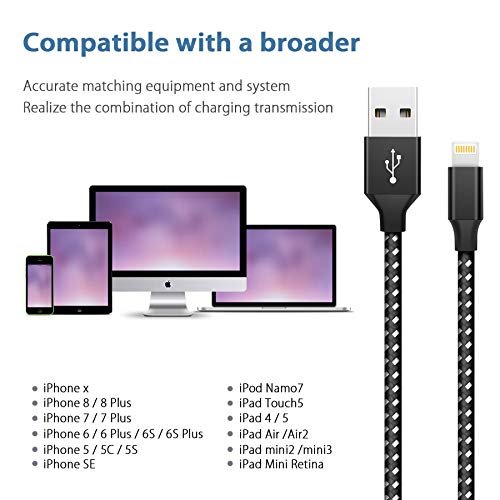 Compatible with a broader
Accurate matching equipment and system
Realize the combination of charging transmission
• iPhone x
• iPhone 8 / 8 Plus
• iPhone 7 / 7 Plus
• iPhone 6 / 6 Plus / 6S / 6S Plus
• iPhone 5 / 5C / 5S
• iPhone SE
• iPod Namo7
• iPad Touch5
• iPad 4 / 5
• iPad Air /Air2
• iPad mini2 /mini3
• iPad Mini Retina